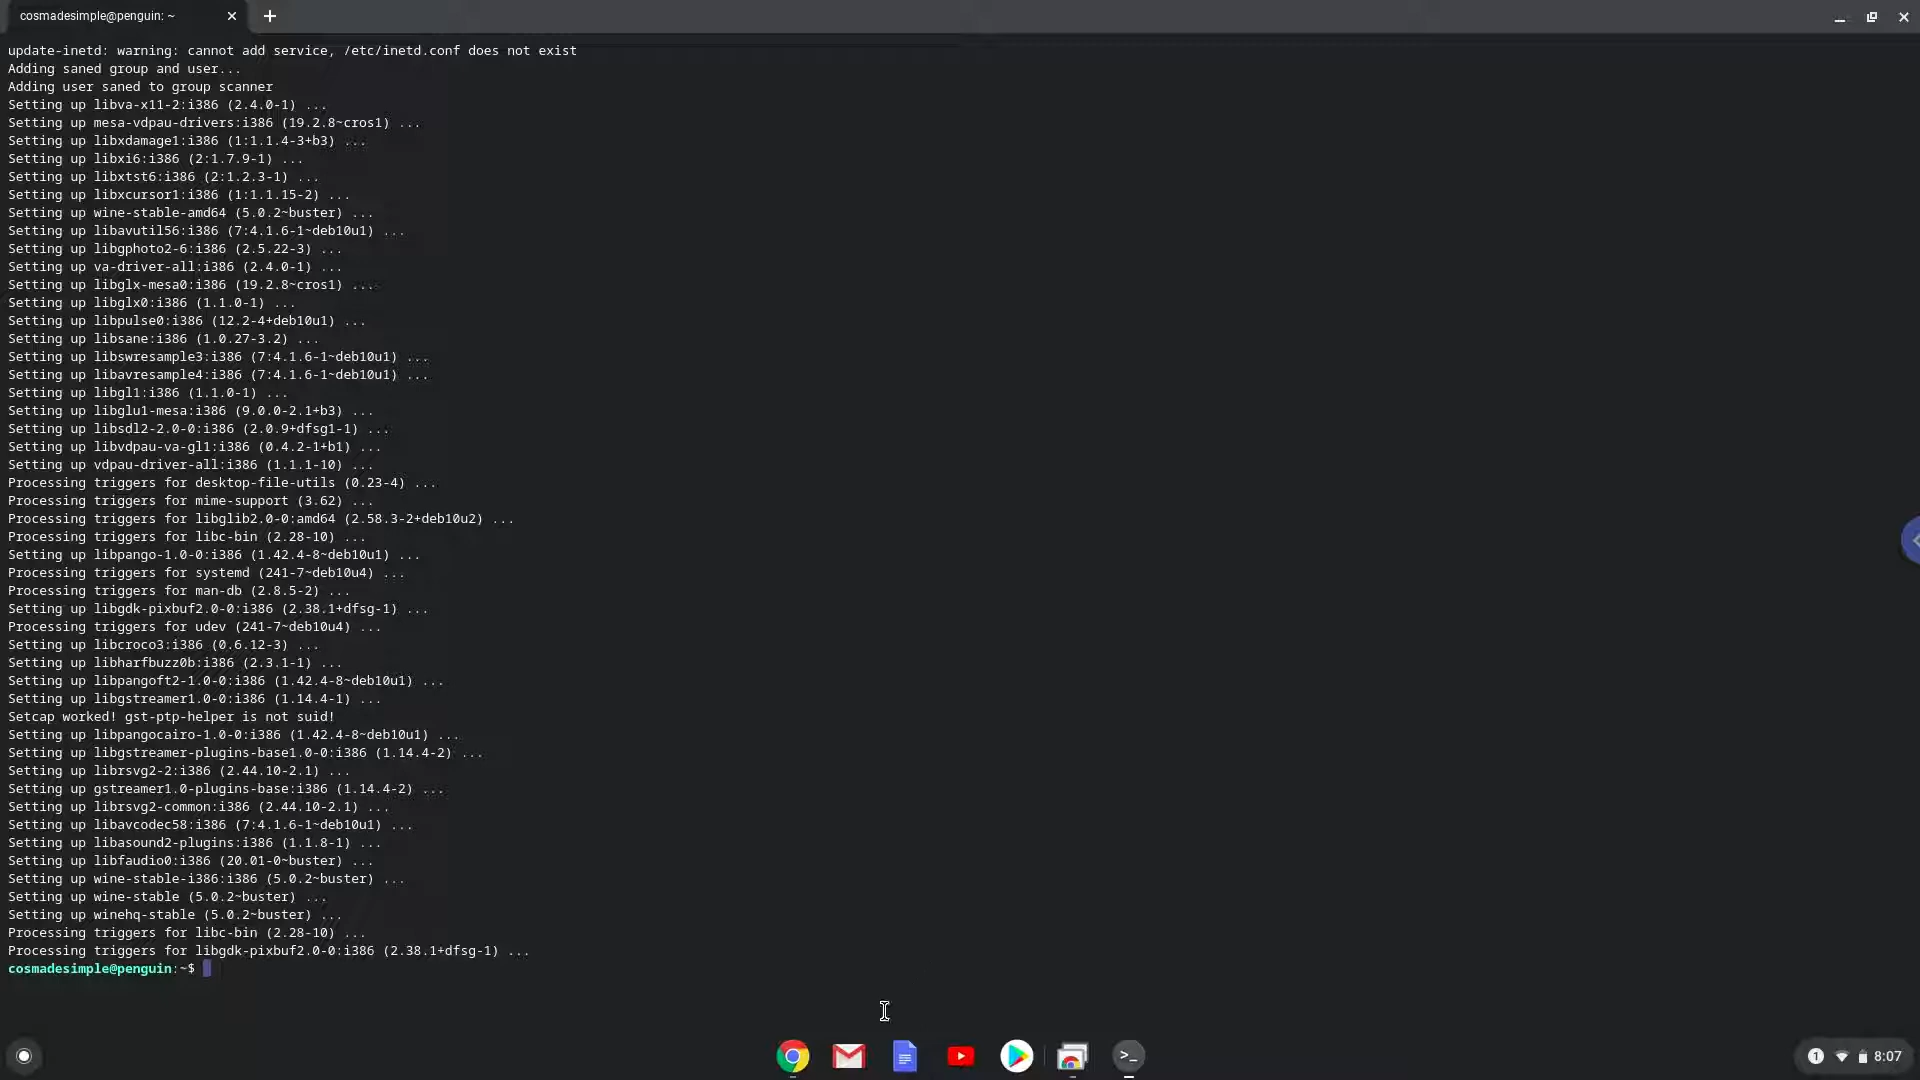 cosmadesimple@penguin: ~
update-inetd: warning: cannot add service, /etc/inetd.conf does not exist
Adding saned group and user...
Adding user saned to group scanner
Setting up libva-x11-2:i386 (2.4.0-1) ...
Setting up mesa-vdpau-drivers:i386 (19.2.8~cros1) ...
Setting up libxdamage1:i386 (1:1.1.4-3+b3) ...
Setting up libxi6:i386 (2:1.7.9-1) ...
Setting up libxtst6:i386 (2:1.2.3-1) ...
Setting up libxcursor1:i386 (1:1.1.15-2) ...
Setting up wine-stable-amd64 (5.0.2~buster) ...
Setting up libavutil56:i386 (7:4.1.6-1~deb10u1) ...
Setting up libgphoto2-6:i386 (2.5.22-3) ...
Setting up va-driver-all:i386 (2.4.0-1) ...
Setting up libglx-mesa0:i386 (19.2.8~cros1) ...
Setting up libglx0:i386 (1.1.0-1) ...
Setting up libpulse0:i386 (12.2-4+deb10u1) ...
Setting up libsane:i386 (1.0.27-3.2) ...
Setting up libswresample3:i386 (7:4.1.6-1~deb10u1) ...
Setting up libavresample4:i386 (7:4.1.6-1~deb10u1) ...
Setting up libgl1:i386 (1.1.0-1) ...
Setting up libglu1-mesa:i386 (9.0.0-2.1+b3) ...
Setting up libsdl2-2.0-0:i386 (2.0.9+dfsg1-1) ...
Setting up libvdpau-va-gl1:i386 (0.4.2-1+b1) ...
Setting up vdpau-driver-all:i386 (1.1.1-10) ...
Processing triggers for desktop-file-utils (0.23-4) ...
Processing triggers for mime-support (3.62) ...
Processing triggers for libglib2.0-0:amd64 (2.58.3-2+deb10u2) ...
Processing triggers for libc-bin (2.28-10) ...
Setting up libpango-1.0-0:i386 (1.42.4-8~deb10u1) ...
Processing triggers for systemd (241-7~deb10u4) ...
Processing triggers for man-db (2.8.5-2) ...
Setting up libgdk-pixbuf2.0-0:i386 (2.38.1+dfsg-1) ...
Processing triggers for udev (241-7~deb10u4) ...
Setting up libcroco3:i386 (0.6.12-3) ...
Setting up libharfbuzz0b:i386 (2.3.1-1) ...
Setting up libpangoft2-1.0-0:i386 (1.42.4-8~deb10u1) ...
Setting up libgstreamer1.0-0:i386 (1.14.4-1) ...
Setcap worked! gst-ptp-helper is not suid!
Setting up libpangocairo-1.0-0:i386 (1.42.4-8~deb10u1) ...
Setting up libgstreamer-plugins-base1.0-0:i386 (1.14.4-2) ...
Setting up librsvg2-2:i386 (2.44.10-2.1) ...
Setting up gstreamer1.0-plugins-base:i386 (1.14.4-2) ...
Setting up librsvg2-common:i386 (2.44.10-2.1) ...
Setting up libavcodec58:i386 (7:4.1.6-1~deb10u1) ...
Setting up libasound2-plugins:i386 (1.1.8-1) ...
Setting up libfaudio0:i386 (20.01-0~buster) ...
Setting up wine-stable-i386:i386 (5.0.2~buster) ...
Setting up wine-stable (5.0.2~buster) ...
Setting up winehq-stable (5.0.2~buster) ...
Processing triggers for libc-bin (2.28-10) ...
Processing triggers for libgdk-pixbuf2.0-0:i386 (2.38.1+dfsg-1) ...
cosmadesimple@penguin:~$
>_
1
8:07